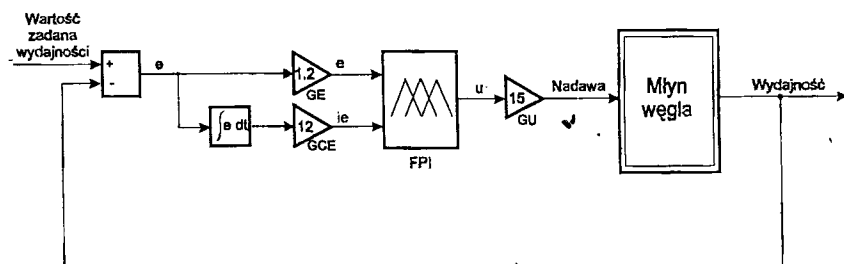 Wartość
zadana
wydajności
+
-
e
1.2
GE
e
∫e dt
12
GCE
ie
FPI
u
15
GU
Nadawa
Młyn
węgla
Wydajność